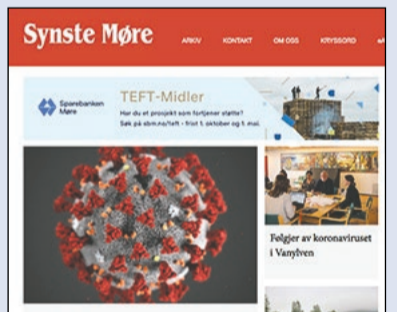 Synste Møre
ARKIV KONTAKT OM OSS KRYSSORD
Sparebanken
Møre
TEFT-Midler
Har du et prosjekt som fortjener støtte?
Søk på sbm.no/teft - frist 1. oktober og 1. mai.
Følgjer av koronaviruset
i Vanylven